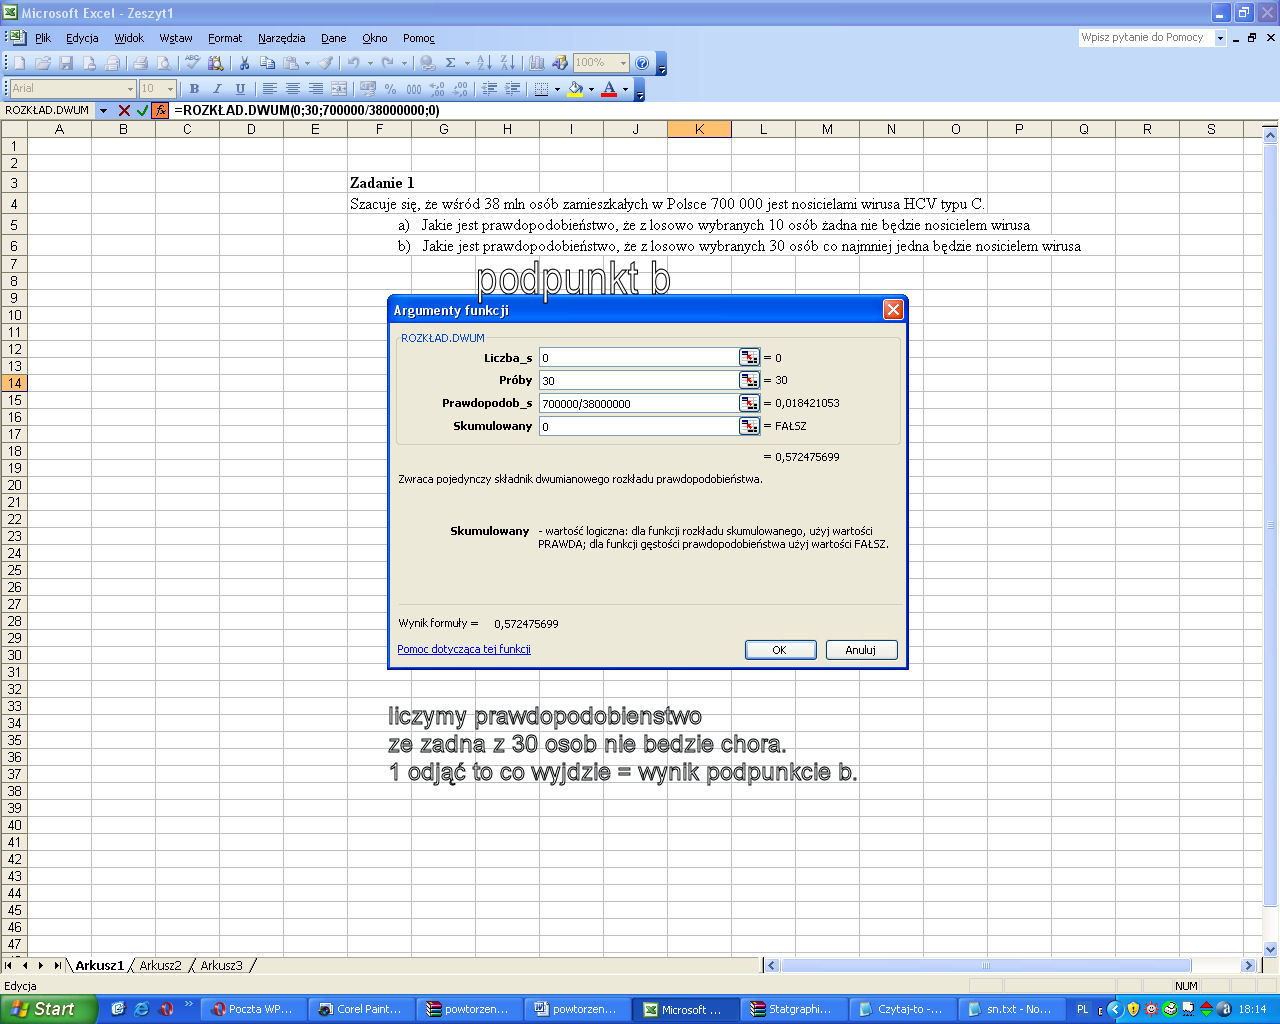 Microsoft Excel - Zeszyt1
Plik Edycja Widok Wstaw Format Narzędzia Dane Okno Pomoc
Wpisz pytanie do Pomocy
100%
Arial 10 B I U
ROZKŁAD.DWUM =ROZKŁAD.DWUM(0;30;700000/38000000;0)
A B C D E F G H I J K L M N O P Q R S
1
2
3 Zadanie 1
4 Szacuje się, że wśród 38 mln osób zamieszkałych w Polsce 700 000 jest nosicielami wirusa HCV typu C.
5 a) Jakie jest prawdopodobieństwo, że z losowo wybranych 10 osób żadna nie będzie nosicielem wirusa
6 b) Jakie jest prawdopodobieństwo, że z losowo wybranych 30 osób co najmniej jedna będzie nosicielem wirusa
7
8 podpunkt b
9
10 Argumenty funkcji
11
12 ROZKŁAD.DWUM
13 Liczba_s 0 = 0
14 Próby 30 = 30
15 Prawdopodob_s 700000/38000000 = 0,018421053
16
17 Skumulowany 0 = FAŁSZ
18 = 0,572475699
19
20 Zwraca pojedynczy składnik dwumianowego rozkładu prawdopodobieństwa.
21
22
23 Skumulowany - wartość logiczna: dla funkcji rozkładu skumulowanego, użyj wartości
24 PRAWDA; dla funkcji gęstości prawdopodobieństwa użyj wartości FAŁSZ.
25
26
27
28 Wynik formuły = 0,572475699
29
30 Pomoc dotycząca tej funkcji OK Anuluj
31
32
33
34 liczymy prawdopodobienstwo
35 ze zadna z 30 osob nie bedzie chora.
36
37 1 odjąć to co wyjdzie = wynik podpunkcie b.
38
39
40
41
42
43
44
45
46
47
Arkusz1 Arkusz2 Arkusz3
Edycja NUM
Start Poczta WP... Corel Paint... powtorzen... powtorzen... Microsoft ... Statgraphi... Czytaj-to -... sn.txt - No... PL 18:14